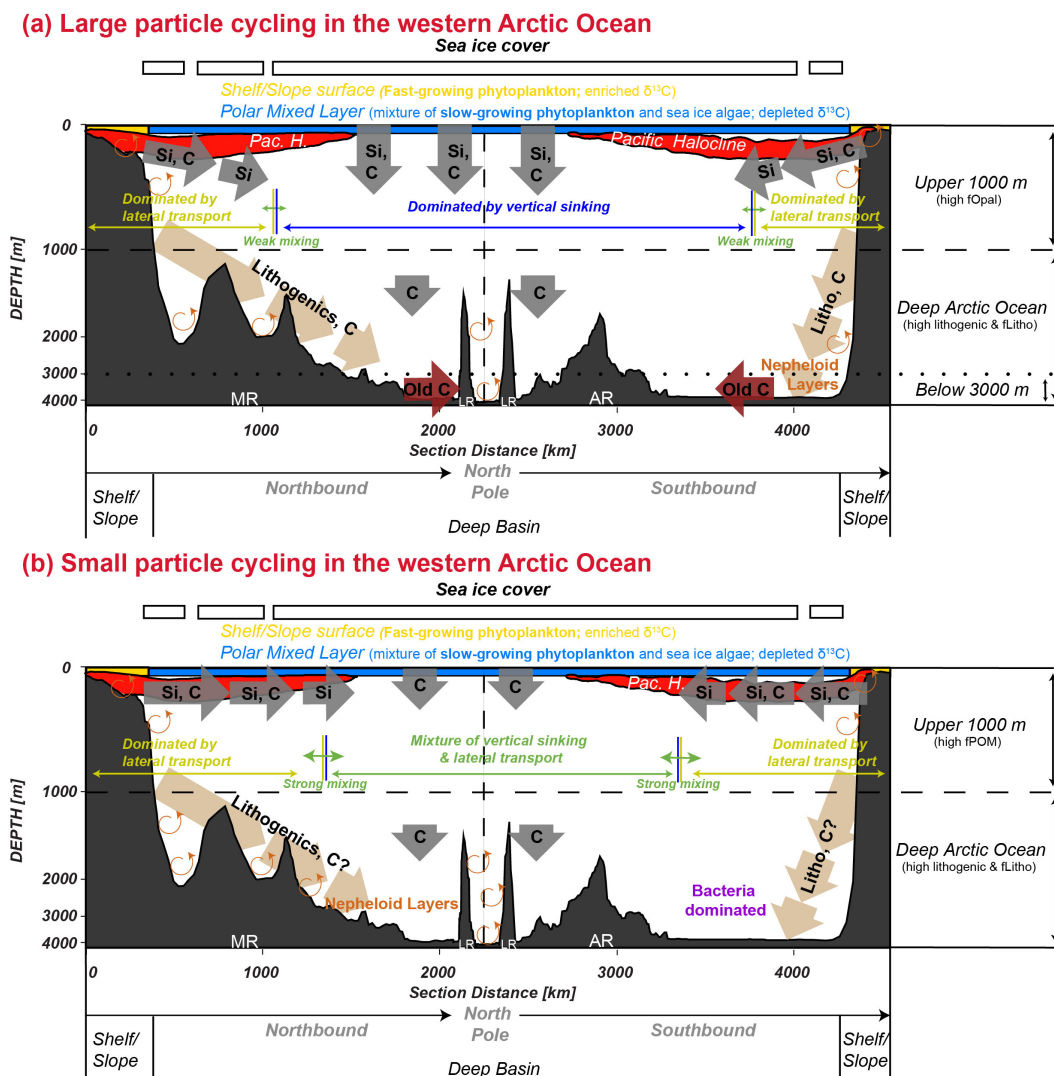 (a) Large particle cycling in the western Arctic Ocean
Sea ice cover
Shelf/Slope surface (Fast-growing phytoplankton; enriched δ¹³C)
Polar Mixed Layer (mixture of slow-growing phytoplankton and sea ice algae; depleted δ¹³C)
0
Pac. H.
Pacific Halocline
Si, C
Si
Si,
C
Si,
C
Si,
C
Si
Si, C
Upper 1000 m
(high fOpal)
Dominated by
lateral transport
Dominated by vertical sinking
Dominated by
lateral transport
Weak mixing
Weak mixing
1000
DEPTH [m]
Lithogenics, C
C
C
Litho, C
Deep Arctic Ocean
(high lithogenic & fLitho)
2000
Nepheloid
Layers
3000
Old C
Old C
Below 3000 m
4000
MR
LR
LR
AR
0
1000
2000
3000
4000
Section Distance [km]
Northbound
North
Pole
Southbound
Shelf/
Slope
Deep Basin
Shelf/
Slope
(b) Small particle cycling in the western Arctic Ocean
Sea ice cover
Shelf/Slope surface (Fast-growing phytoplankton; enriched δ¹³C)
Polar Mixed Layer (mixture of slow-growing phytoplankton and sea ice algae; depleted δ¹³C)
0
Si, C
Si, C
Si
C
C
Pac. H.
Si
Si, C
Si, C
Upper 1000 m
(high fPOM)
Dominated by
lateral transport
Mixture of vertical sinking
& lateral transport
Dominated by
lateral transport
Strong mixing
Strong mixing
1000
DEPTH [m]
Lithogenics, C?
C
C
Litho, C?
Deep Arctic Ocean
(high lithogenic & fLitho)
2000
Nepheloid Layers
Bacteria
dominated
3000
4000
MR
LR
LR
AR
0
1000
2000
3000
4000
Section Distance [km]
Northbound
North
Pole
Southbound
Shelf/
Slope
Deep Basin
Shelf/
Slope